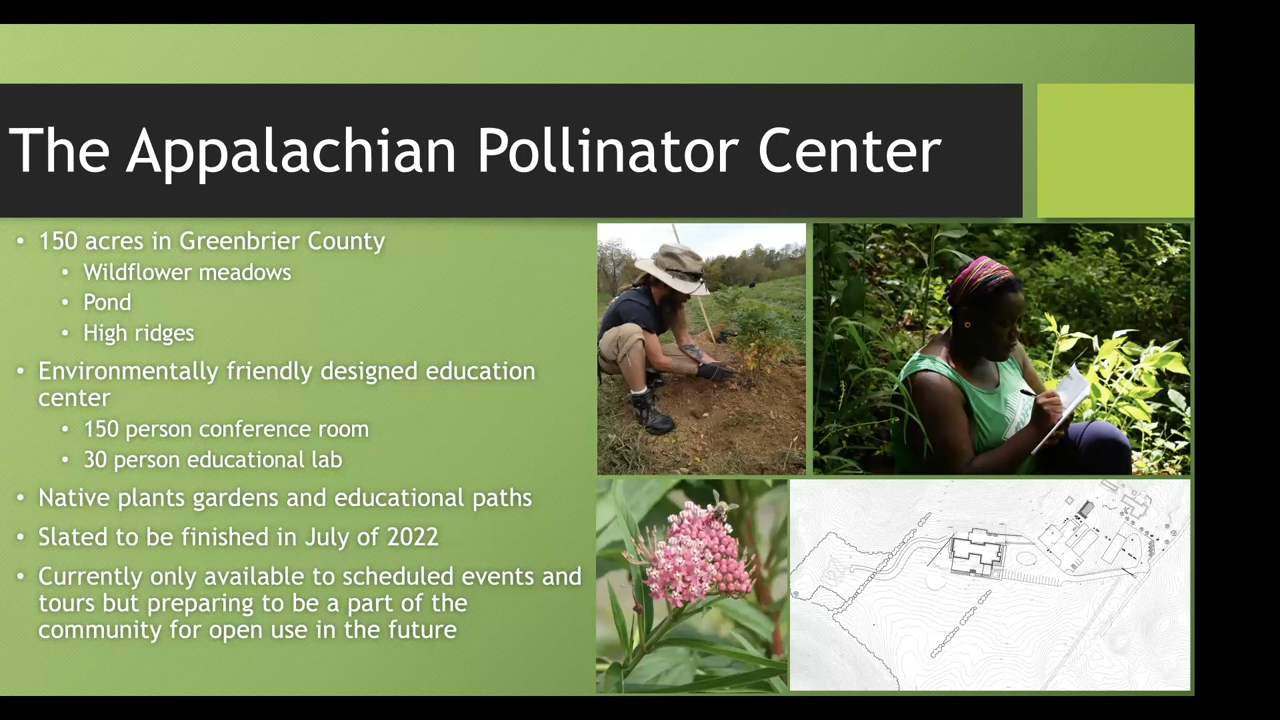 The Appalachian Pollinator Center
• 150 acres in Greenbrier County
• Wildflower meadows
• Pond
• High ridges
• Environmentally friendly designed education
center
• 150 person conference room
• 30 person educational lab
• Native plants gardens and educational paths
• Slated to be finished in July of 2022
• Currently only available to scheduled events and
tours but preparing to be a part of the
community for open use in the future